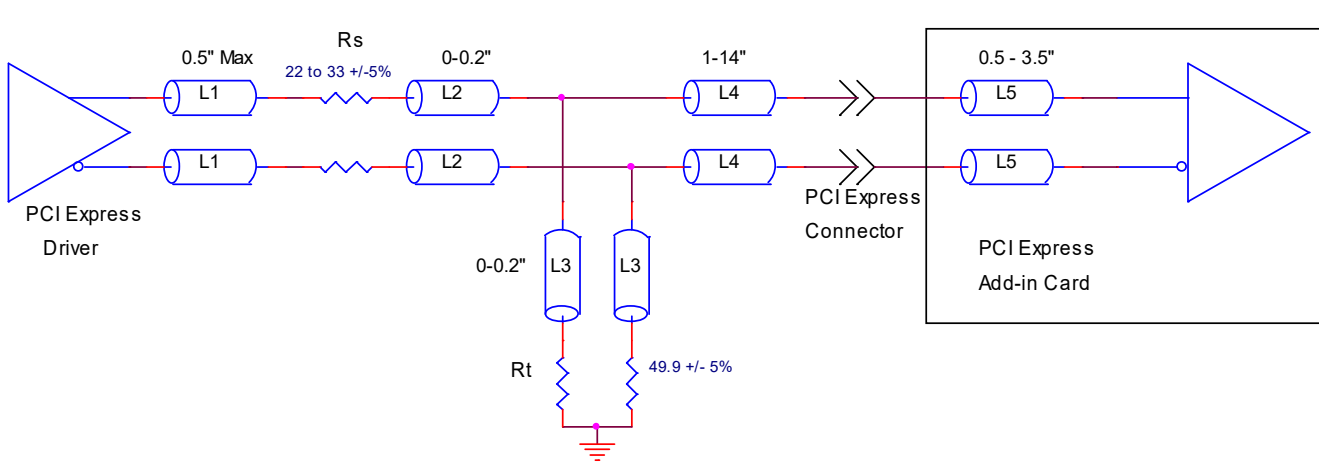 Rs
0.5" Max
22 to 33 +/-5%
0-0.2"
1-14"
0.5 - 3.5"
L1
L2
L4
L5
L1
L2
L4
L5
PCI Express
Driver
PCI Express
Connector
0-0.2"
L3
L3
PCI Express
Add-in Card
Rt
49.9 +/- 5%